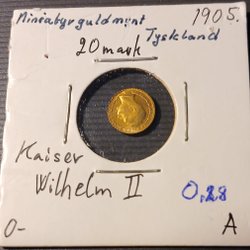 Miniatyrguldmynt 1905.
20 mark Tyskland
Kaiser
Wilhelm II
0,28
0- A